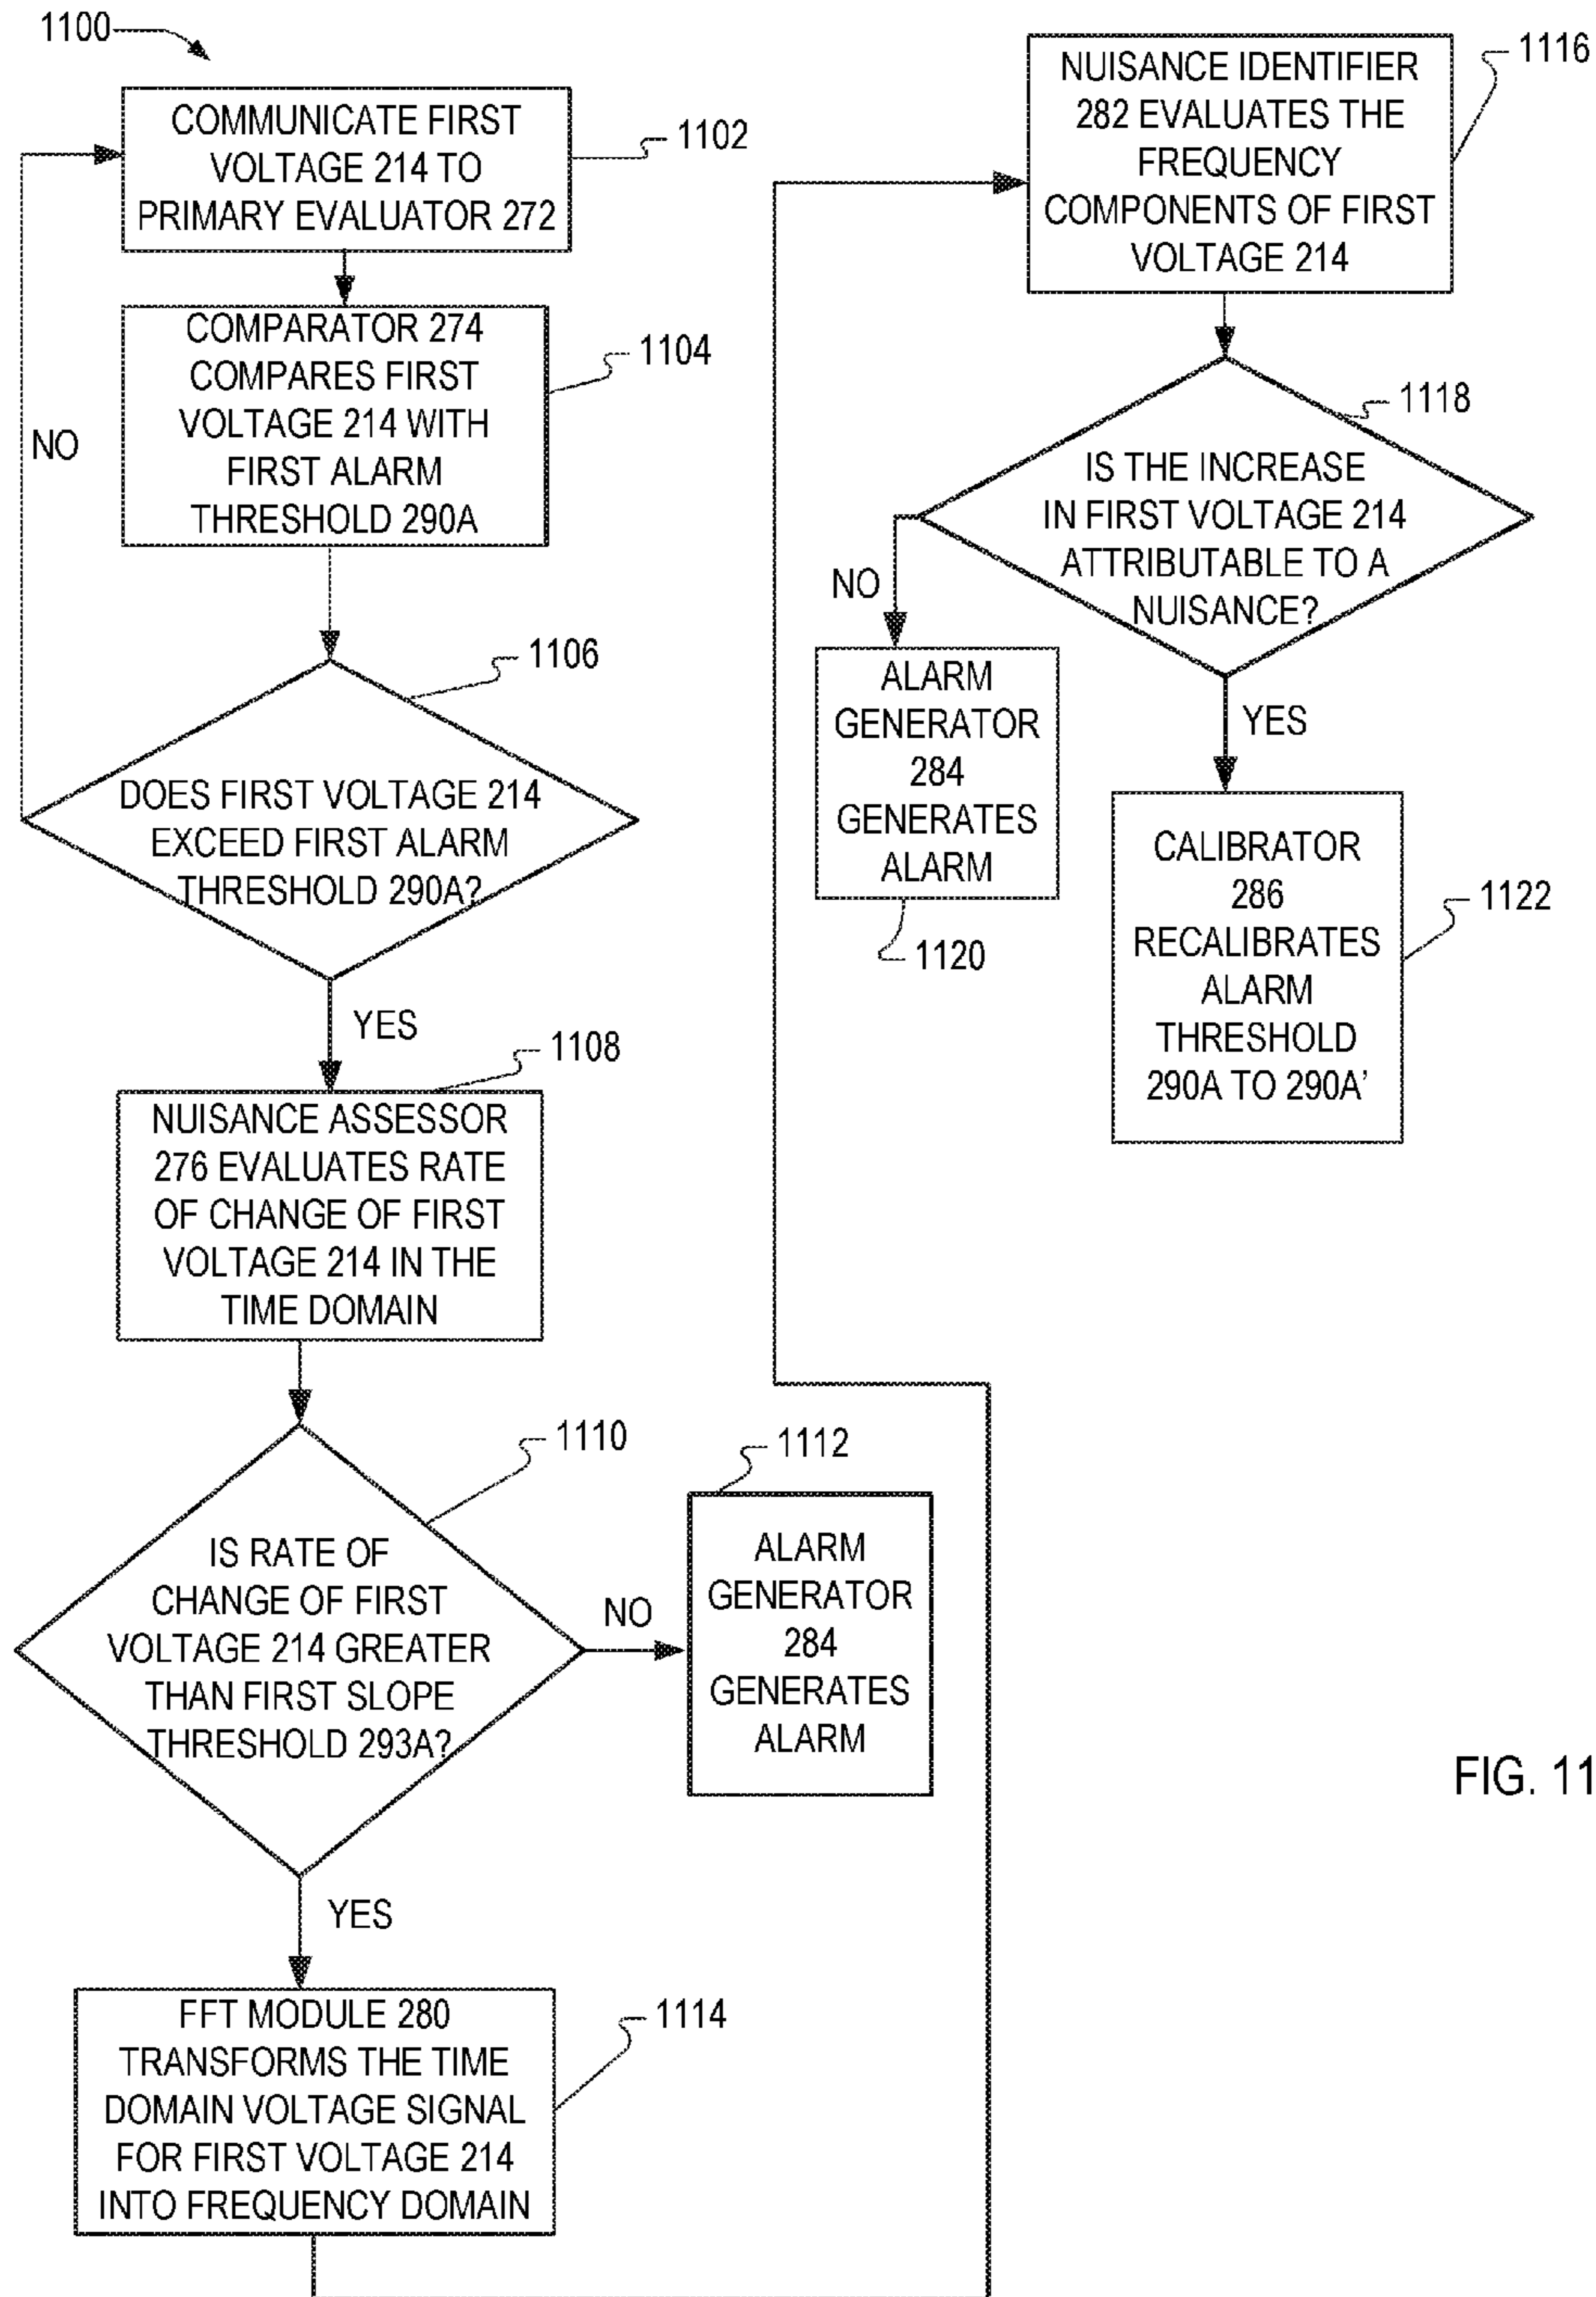 1100
COMMUNICATE FIRST
VOLTAGE 214 TO
PRIMARY EVALUATOR 272
1102
COMPARATOR 274
COMPARES FIRST
VOLTAGE 214 WITH
FIRST ALARM
THRESHOLD 290A
1104
NO
1106
DOES FIRST VOLTAGE 214
EXCEED FIRST ALARM
THRESHOLD 290A?
YES
1108
NUISANCE ASSESSOR
276 EVALUATES RATE
OF CHANGE OF FIRST
VOLTAGE 214 IN THE
TIME DOMAIN
1110
IS RATE OF
CHANGE OF FIRST
VOLTAGE 214 GREATER
THAN FIRST SLOPE
THRESHOLD 293A?
NO
1112
ALARM
GENERATOR
284
GENERATES
ALARM
YES
FFT MODULE 280
TRANSFORMS THE TIME
DOMAIN VOLTAGE SIGNAL
FOR FIRST VOLTAGE 214
INTO FREQUENCY DOMAIN
1114
NUISANCE IDENTIFIER
282 EVALUATES THE
FREQUENCY
COMPONENTS OF FIRST
VOLTAGE 214
1116
1118
IS THE INCREASE
IN FIRST VOLTAGE 214
ATTRIBUTABLE TO A
NUISANCE?
NO
ALARM
GENERATOR
284
GENERATES
ALARM
1120
YES
CALIBRATOR
286
RECALIBRATES
ALARM
THRESHOLD
290A TO 290A’
1122
FIG. 11